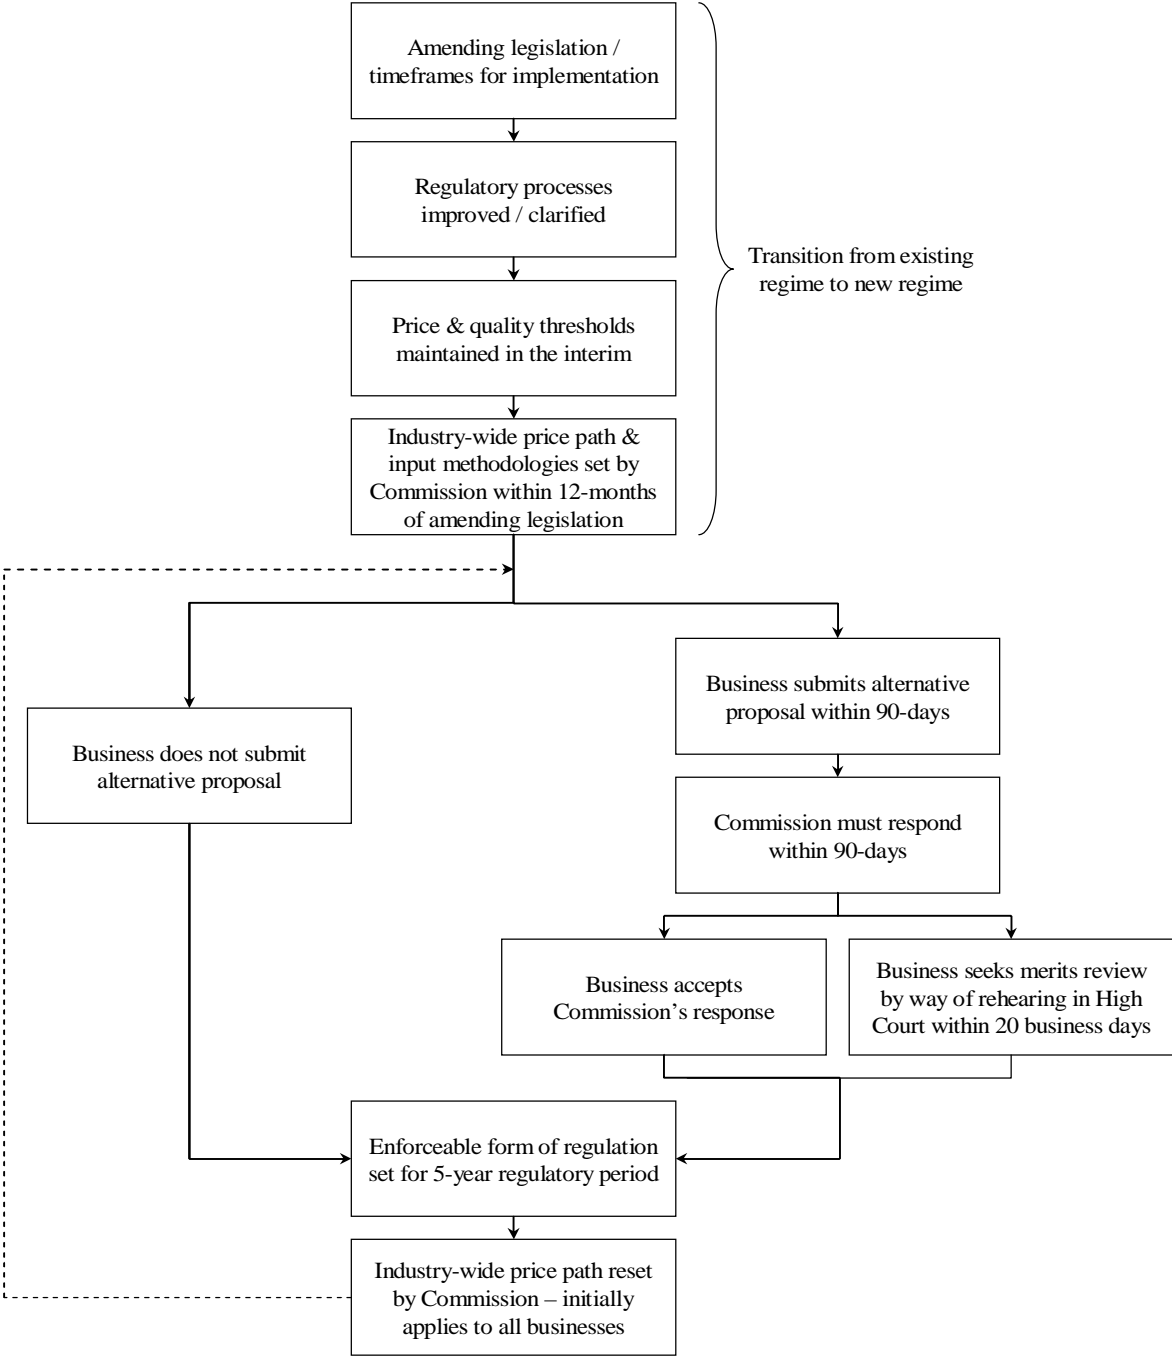 Amending legislation /
timeframes for implementation
Regulatory processes
improved / clarified
Transition from existing
regime to new regime
Price & quality thresholds
maintained in the interim
Industry-wide price path &
input methodologies set by
Commission within 12-months
of amending legislation
Business submits alternative
proposal within 90-days
Business does not submit
alternative proposal
Commission must respond
within 90-days
Business accepts
Commission’s response
Business seeks merits review
by way of rehearing in High
Court within 20 business days
Enforceable form of regulation
set for 5-year regulatory period
Industry-wide price path reset
by Commission – initially
applies to all businesses